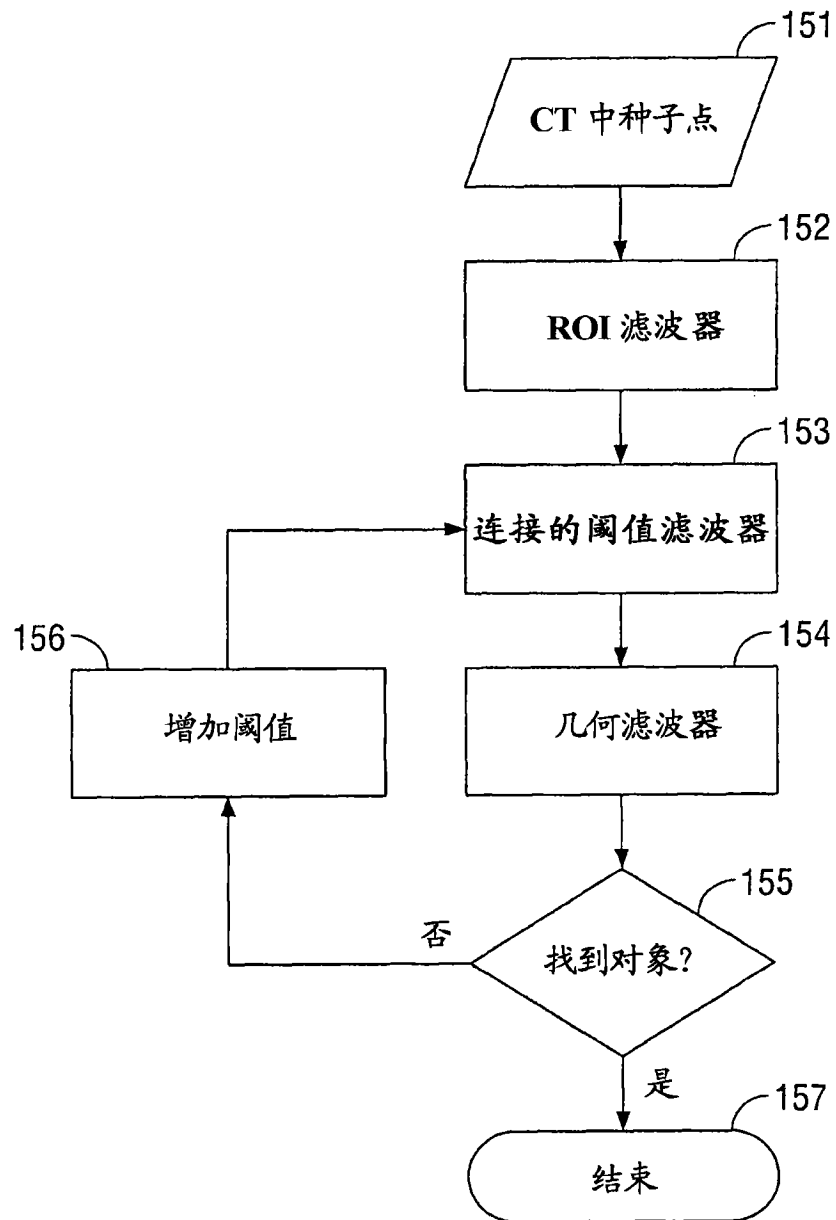 151
CT 中种子点
152
ROI 滤波器
153
连接的阈值滤波器
156
154
增加阈值
几何滤波器
155
否
找到对象?
是
157
结束